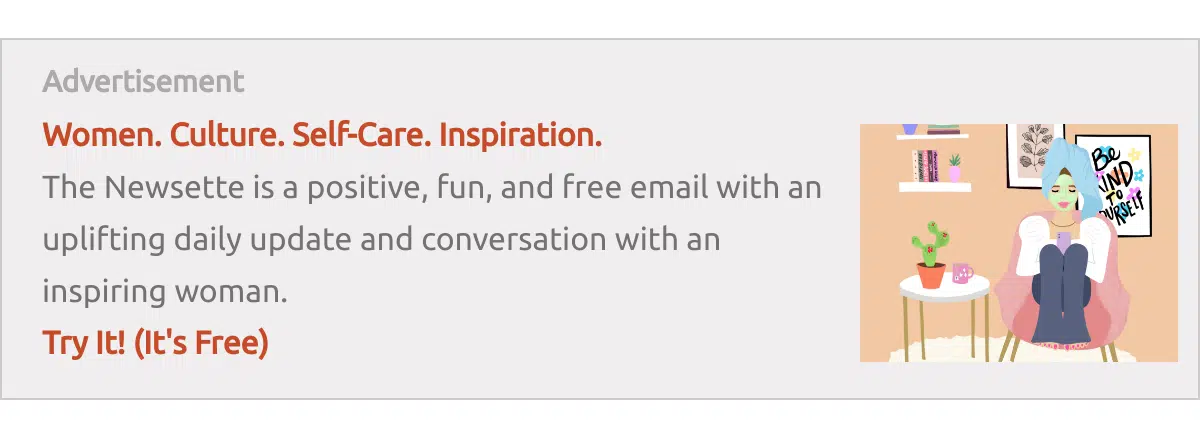 Advertisement
Women. Culture. Self-Care. Inspiration.
The Newsette is a positive, fun, and free email with an
uplifting daily update and conversation with an
inspiring woman.
Try It! (It's Free)
Be
KIND
TO